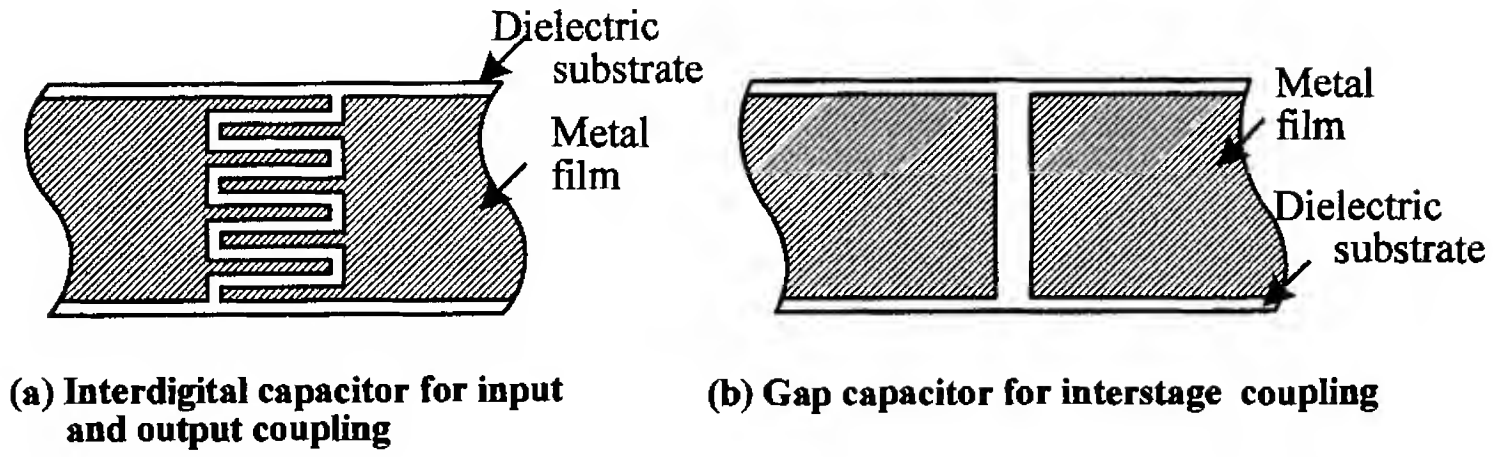 Dielectric
substrate
Metal
film
(a) Interdigital capacitor for input
and output coupling
Metal
film
Dielectric
substrate
(b) Gap capacitor for interstage coupling